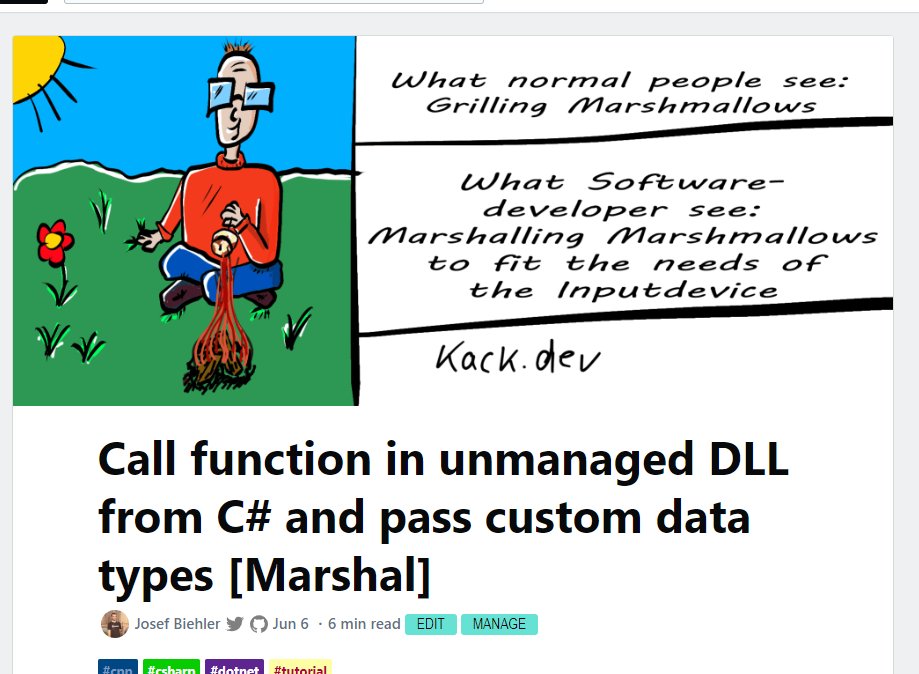 What normal people see:
Grilling Marshmallows
What Software-
developer see:
Marshalling Marshmallows
to fit the needs of
the Inputdevice
Kack.dev
Call function in unmanaged DLL
from C# and pass custom data
types [Marshal]
Josef Biehler Jun 6 · 6 min read EDIT MANAGE
#cpp #csharp #dotnet #tutorial